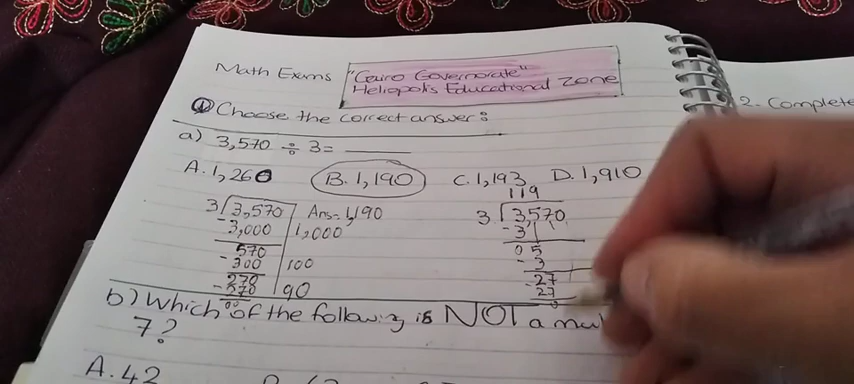 Math Exams "Cairo Governorate"
Heliopolis Educational Zone
① Choose the correct answer:
a) 3,570 ÷ 3 = ______
A. 1,260 B. 1,190 C. 1,193 D. 1,910
3 3,570 Ans = 1,190
- 3,000 1,000
570
- 300 100
270
- 270 90
00
119
3 3,570
- 3
05
- 3
- 27
27
0
b) Which of the following is NOT a
7?
A. 42
2. Complete